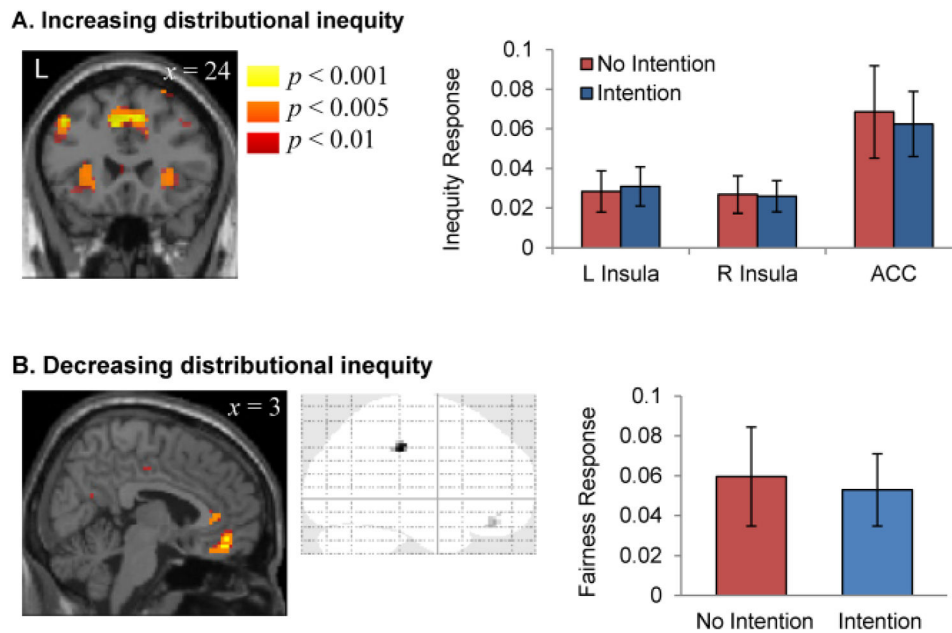 A. Increasing distributional inequity
L
x = 24
p < 0.001
p < 0.005
p < 0.01
Inequity Response
0.1
0.08
0.06
0.04
0.02
0
No Intention
Intention
L Insula R Insula ACC
B. Decreasing distributional inequity
x = 3
Fairness Response
0.1
0.08
0.06
0.04
0.02
0
No Intention Intention